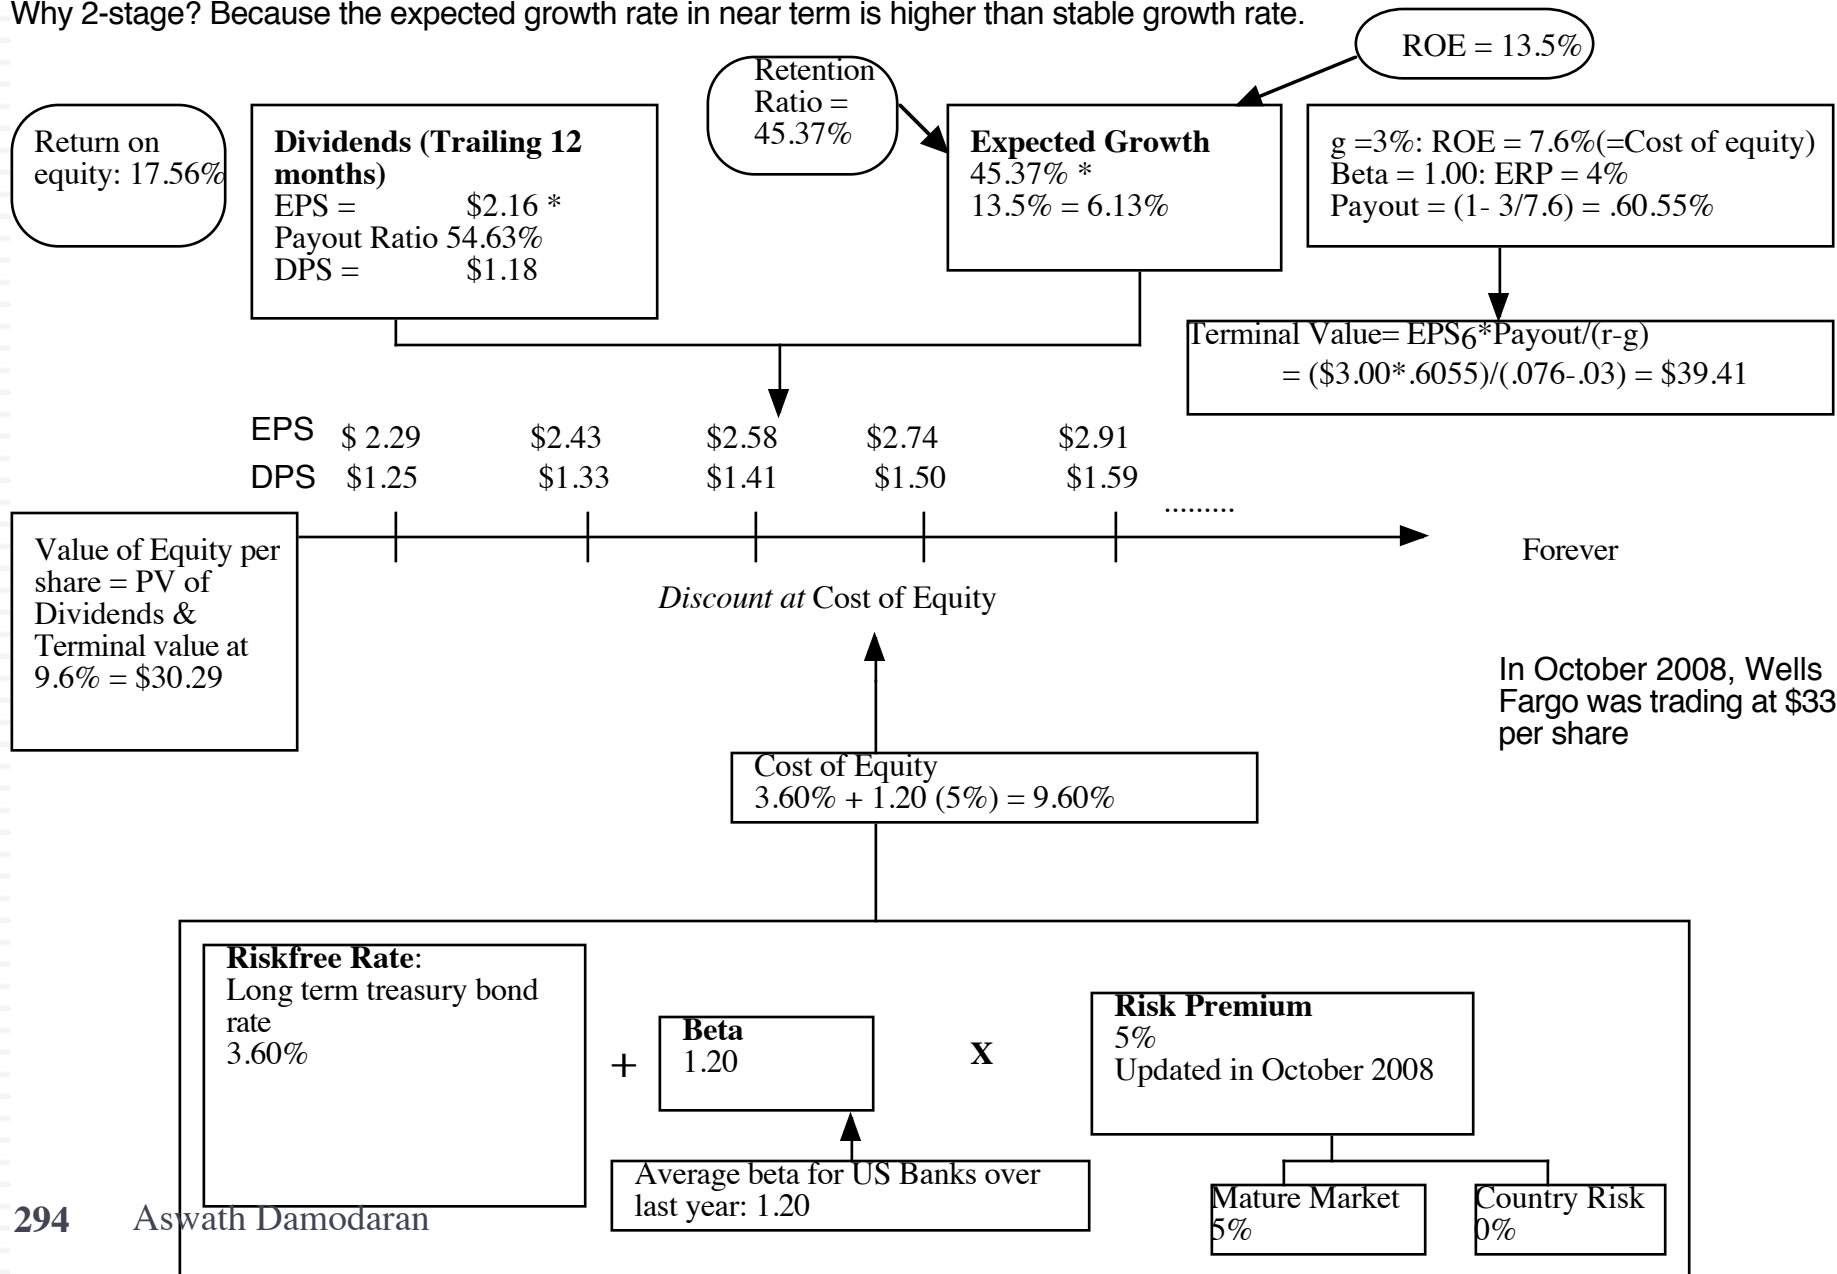 Why 2-stage? Because the expected growth rate in near term is higher than stable growth rate.
ROE = 13.5%
Retention
Ratio =
45.37%
Return on
equity: 17.56%
Dividends (Trailing 12
months)
EPS = $2.16 *
Payout Ratio 54.63%
DPS = $1.18
Expected Growth
45.37% *
13.5% = 6.13%
g =3%: ROE = 7.6%(=Cost of equity)
Beta = 1.00: ERP = 4%
Payout = (1- 3/7.6) = .60.55%
Terminal Value= EPS6*Payout/(r-g)
= ($3.00*.6055)/(.076-.03) = $39.41
EPS $ 2.29 $2.43 $2.58 $2.74 $2.91
DPS $1.25 $1.33 $1.41 $1.50 $1.59
.........
Forever
Value of Equity per
share = PV of
Dividends &
Terminal value at
9.6% = $30.29
Discount at Cost of Equity
In October 2008, Wells
Fargo was trading at $33
per share
Cost of Equity
3.60% + 1.20 (5%) = 9.60%
Riskfree Rate:
Long term treasury bond
rate
3.60%
+
Beta
1.20
X
Risk Premium
5%
Updated in October 2008
Average beta for US Banks over
last year: 1.20
Mature Market
5%
Country Risk
0%
294 Aswath Damodaran